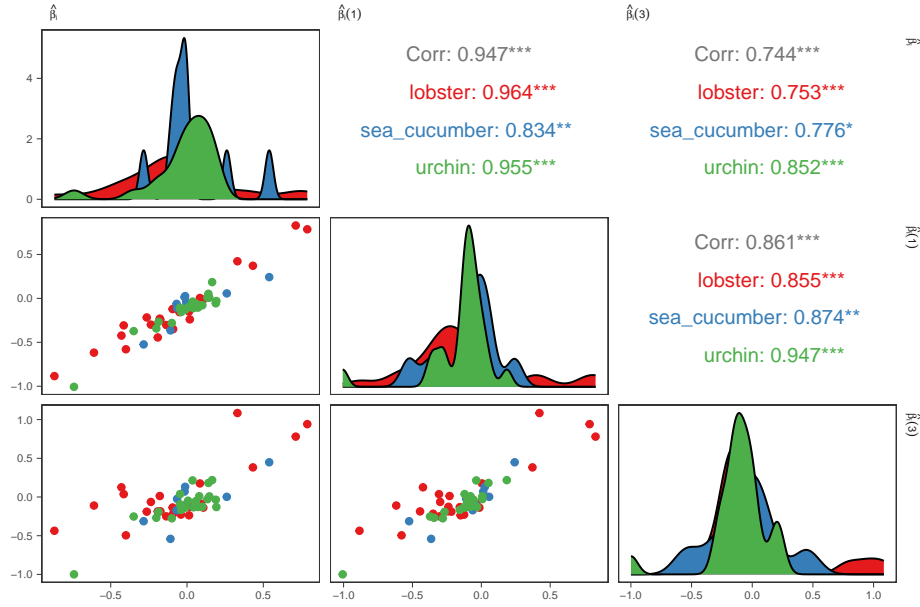 β̂ᵢ β̂ᵢ(1) β̂ᵢ(3)
Corr: 0.947***
lobster: 0.964***
sea_cucumber: 0.834**
urchin: 0.955***
Corr: 0.744***
lobster: 0.753***
sea_cucumber: 0.776*
urchin: 0.852***
β̂ᵢ
4
2
0
Corr: 0.861***
lobster: 0.855***
sea_cucumber: 0.874**
urchin: 0.947***
β̂ᵢ(1)
0.5
0.0
−0.5
−1.0
β̂ᵢ(3)
1.0
0.5
0.0
−0.5
−1.0
−0.5 0.0 0.5
−1.0 −0.5 0.0 0.5
−1.0 −0.5 0.0 0.5 1.0